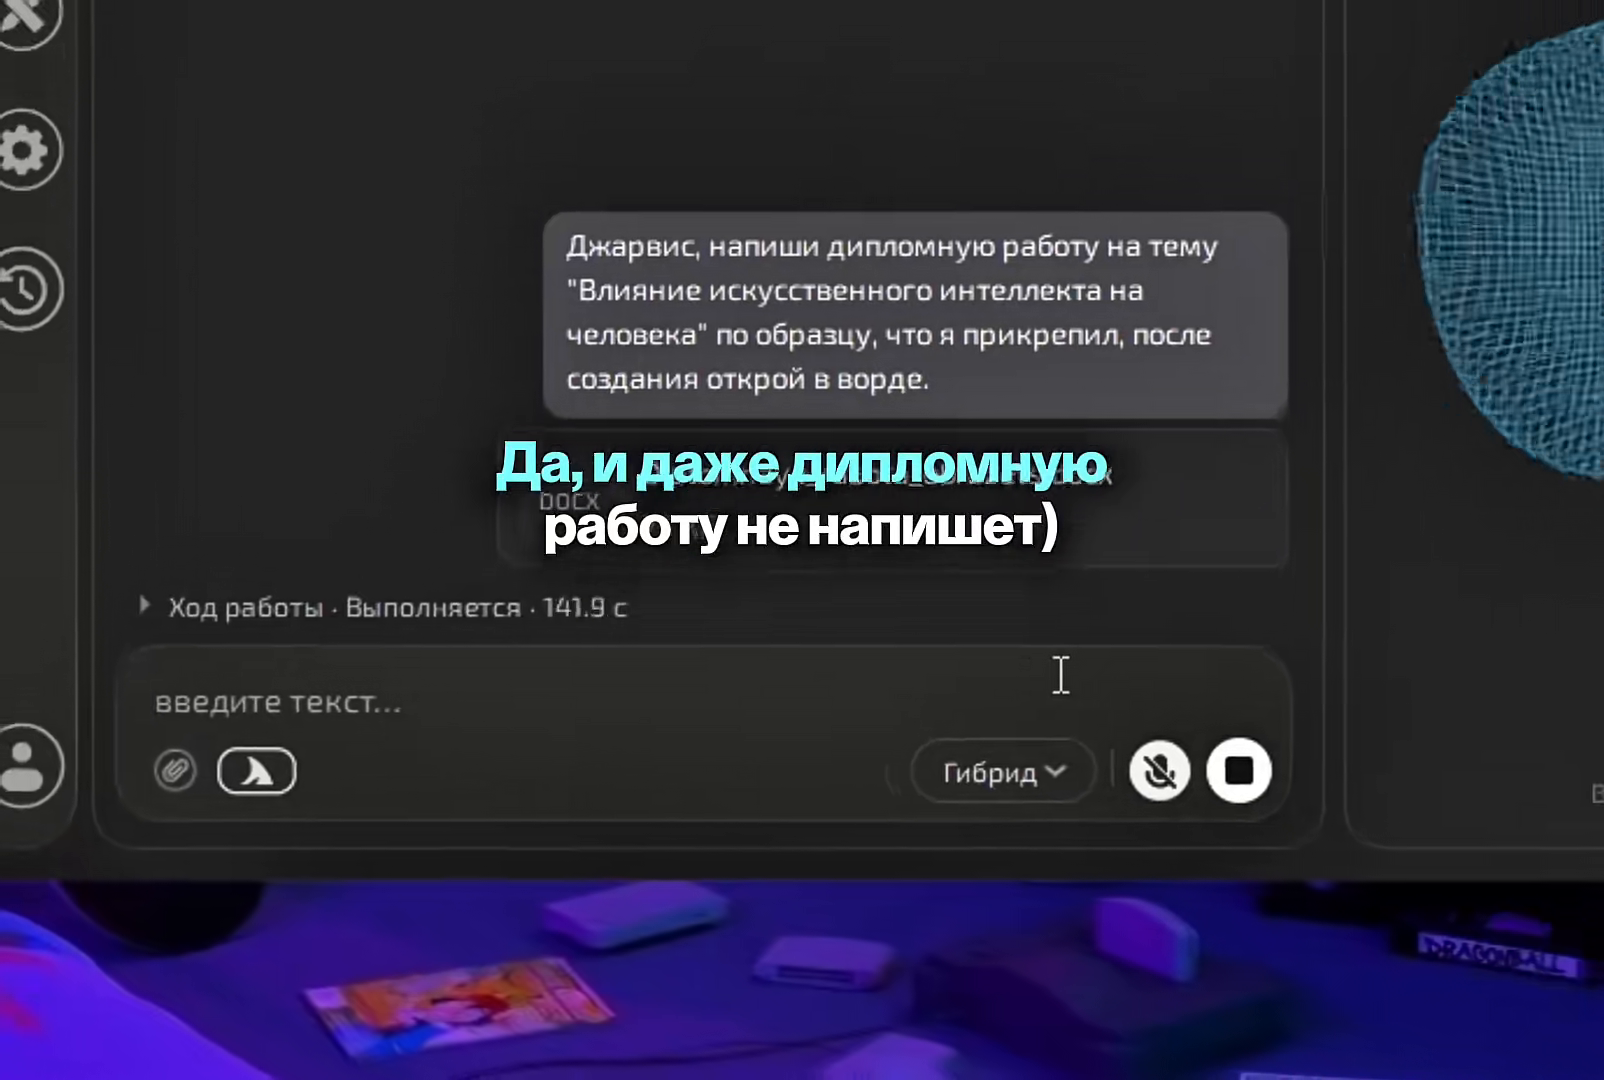 Джарвис, напиши дипломную работу на тему
"Влияние искусственного интеллекта на
человека" по образцу, что я прикрепил, после
создания открой в ворде.
Да, и даже дипломную
DOCX
работу не напишет)
Ход работы · Выполняется · 141.9 с
введите текст...
Гибрид
DRAGONBALL